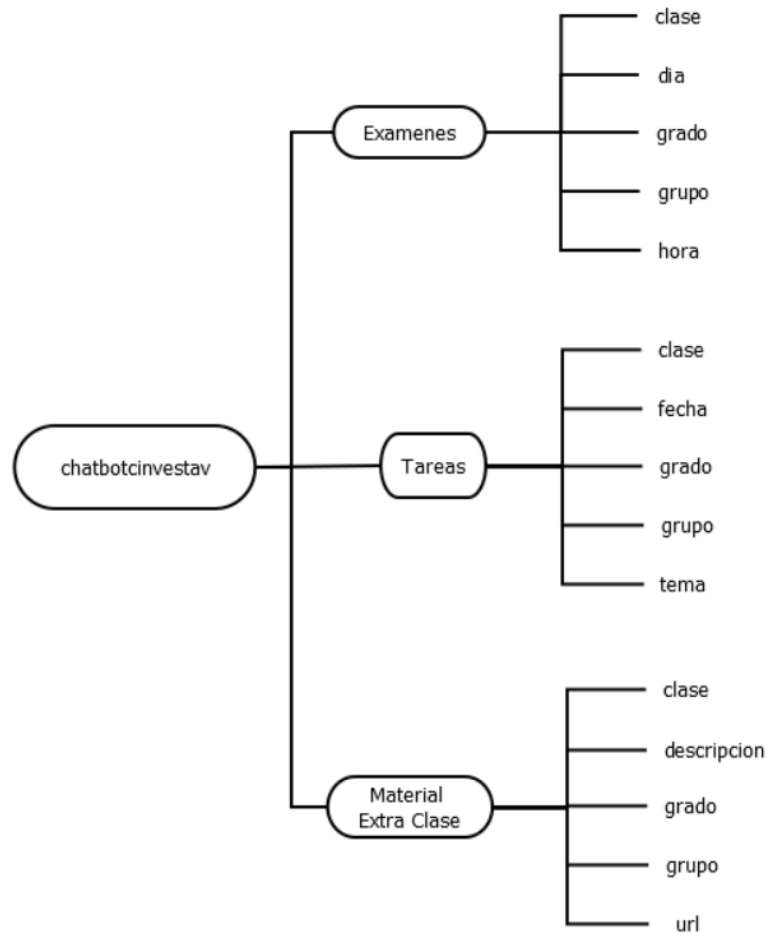 chatbotcinvestav
Examenes
clase
dia
grado
grupo
hora
Tareas
clase
fecha
grado
grupo
tema
Material
Extra Clase
clase
descripcion
grado
grupo
url